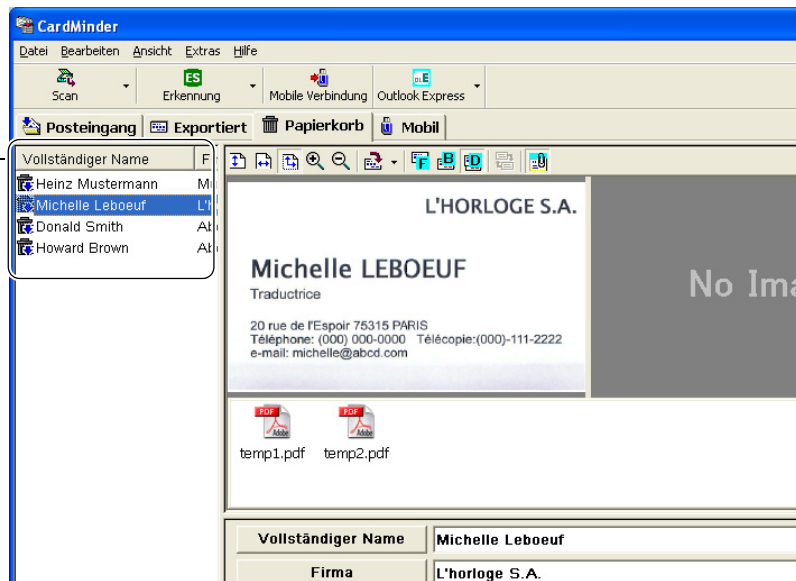 CardMinder
Datei Bearbeiten Ansicht Extras Hilfe
Scan Erkennung Mobile Verbindung Outlook Express
Posteingang Exportiert Papierkorb Mobil
Vollständiger Name F
Heinz Mustermann
Michelle Leboeuf L'
Donald Smith
Howard Brown
L'HORLOGE S.A.
Michelle LEBOEUF
Traductrice
20 rue de l'Espoir 75315 PARIS
Téléphone: (000) 000-0000 Télécopie:(000)-111-2222
e-mail: michelle@abcd.com
No Ima
temp1.pdf temp2.pdf
Vollständiger Name Michelle Leboeuf
Firma L'horloge S.A.